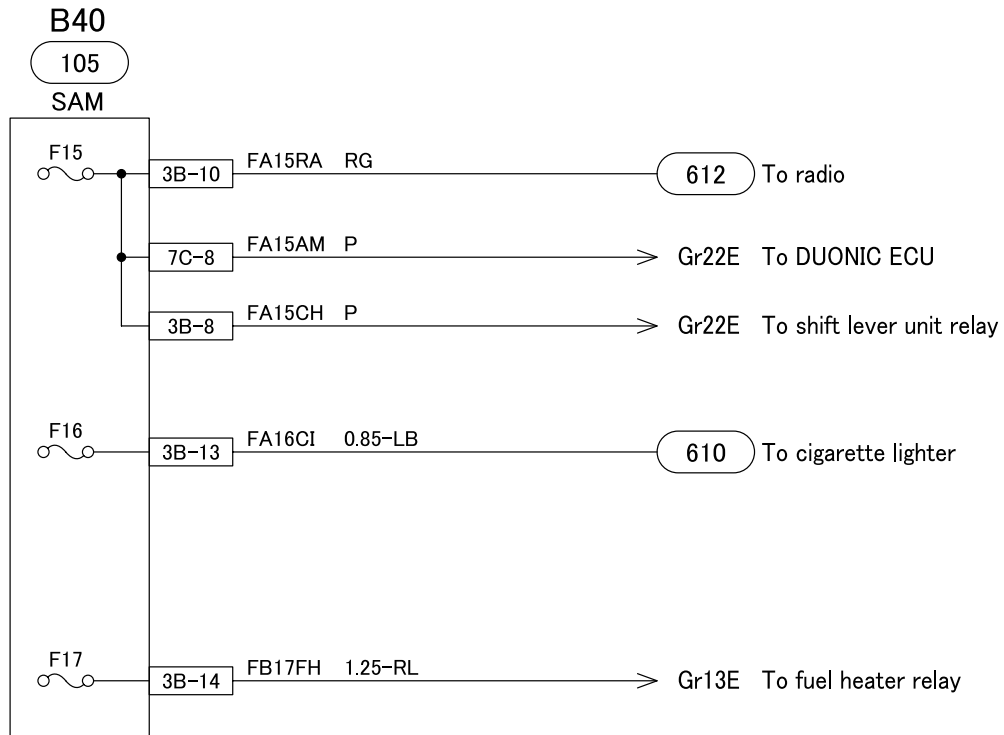 B40
105
SAM
F15
3B-10 FA15RA RG 612 To radio
7C-8 FA15AM P Gr22E To DUONIC ECU
3B-8 FA15CH P Gr22E To shift lever unit relay
F16
3B-13 FA16CI 0.85-LB 610 To cigarette lighter
F17
3B-14 FB17FH 1.25-RL Gr13E To fuel heater relay